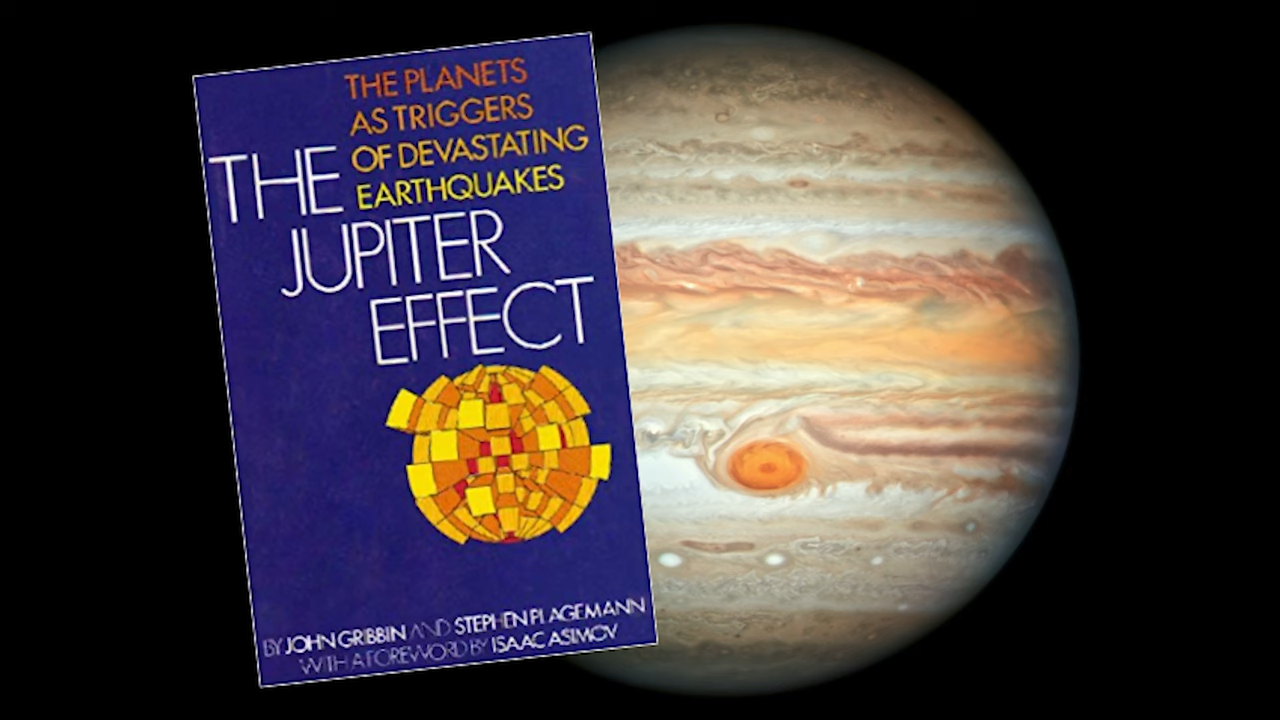 THE PLANETS
AS TRIGGERS
OF DEVASTATING
EARTHQUAKES
THE
JUPITER
EFFECT
BY JOHN GRIBBIN AND STEPHEN PLAGEMANN
WITH A FOREWORD BY ISAAC ASIMOV